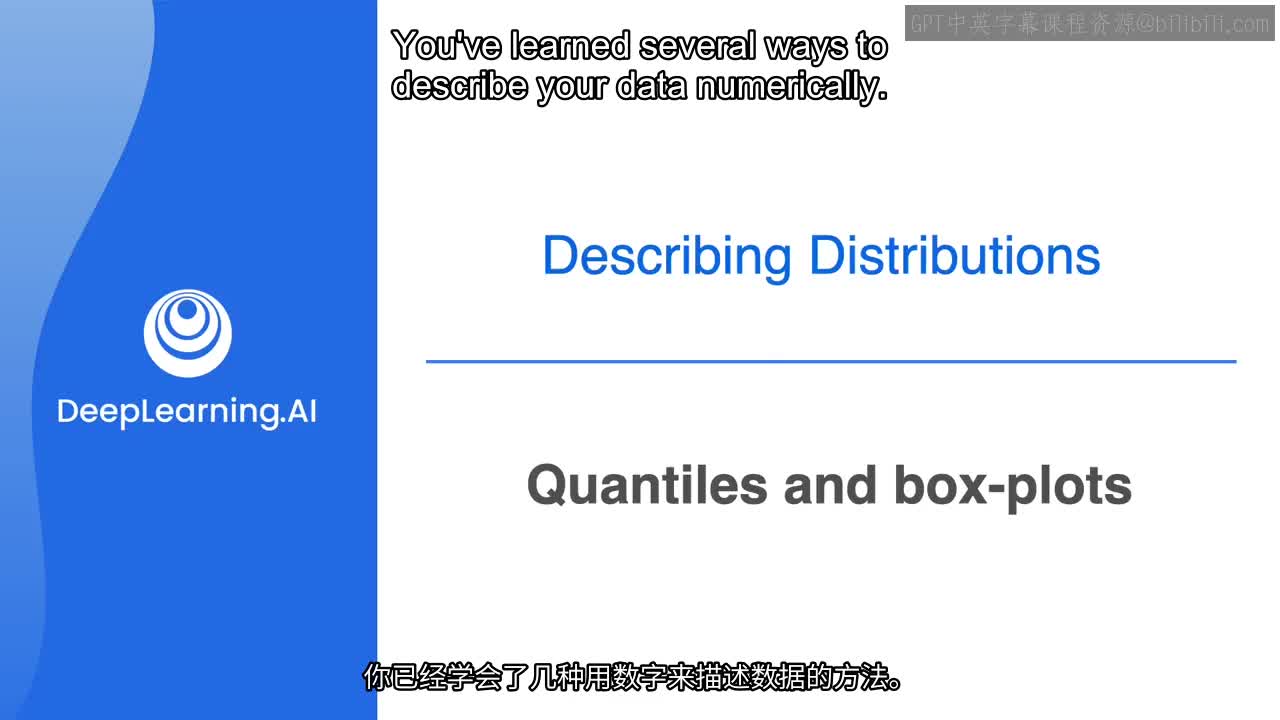 GPT中英字幕课程资源@bilibili.com
You've learned several ways to
describe your data numerically.
Describing Distributions
DeepLearning.AI
Quantiles and box-plots
你已经学会了几种用数字来描述数据的方法。